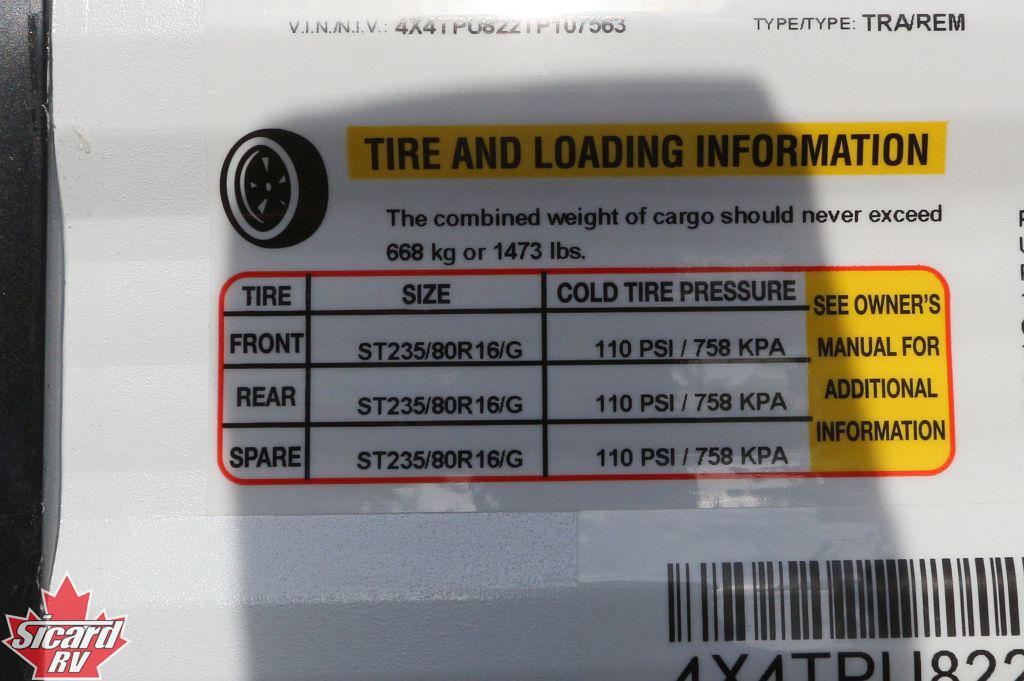 V.I.N./N.I.V.: 4X4TPU822TP107563 TYPE/TYPE: TRA/REM
TIRE AND LOADING INFORMATION
The combined weight of cargo should never exceed
668 kg or 1473 lbs.
TIRE SIZE COLD TIRE PRESSURE
FRONT ST235/80R16/G 110 PSI / 758 KPA
REAR ST235/80R16/G 110 PSI / 758 KPA
SPARE ST235/80R16/G 110 PSI / 758 KPA
SEE OWNER'S
MANUAL FOR
ADDITIONAL
INFORMATION
4X4TPU822
Sicard
RV